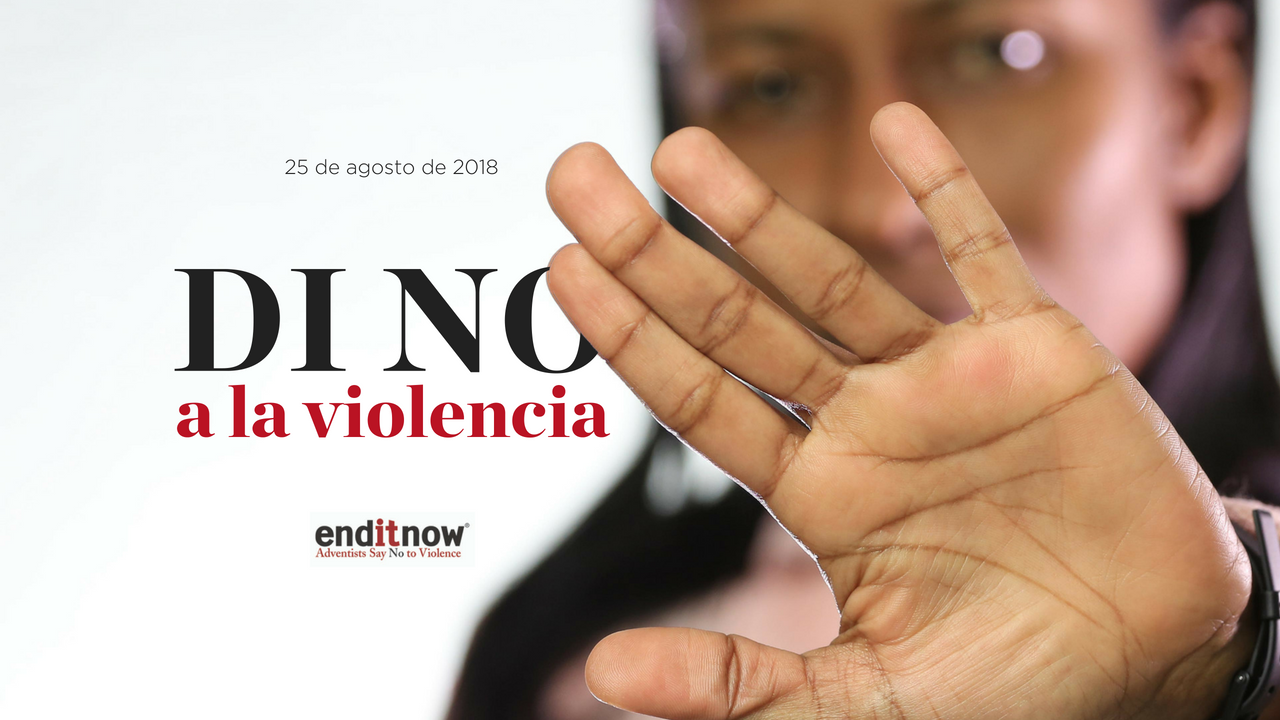 25 de agosto de 2018
DI NO
a la violencia
enditnow®
Adventists Say No to Violence